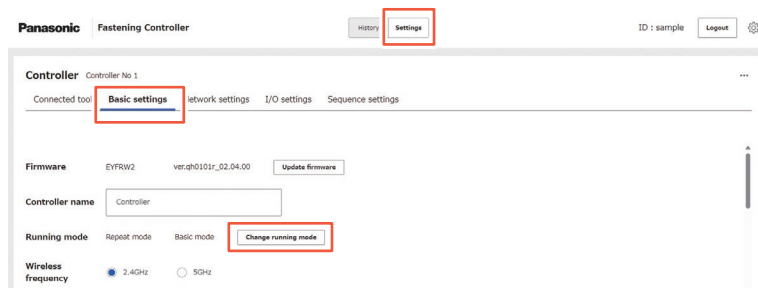 Panasonic Fastening Controller History Settings ID : sample Logout
Controller Controller No 1 ...
Connected tool Basic settings Network settings I/O settings Sequence settings
Firmware EYFRW2 ver.qh0101r_02.04.00 Update firmware
Controller name Controller
Running mode Repeat mode Basic mode Change running mode
Wireless 2.4GHz 5GHz
frequency